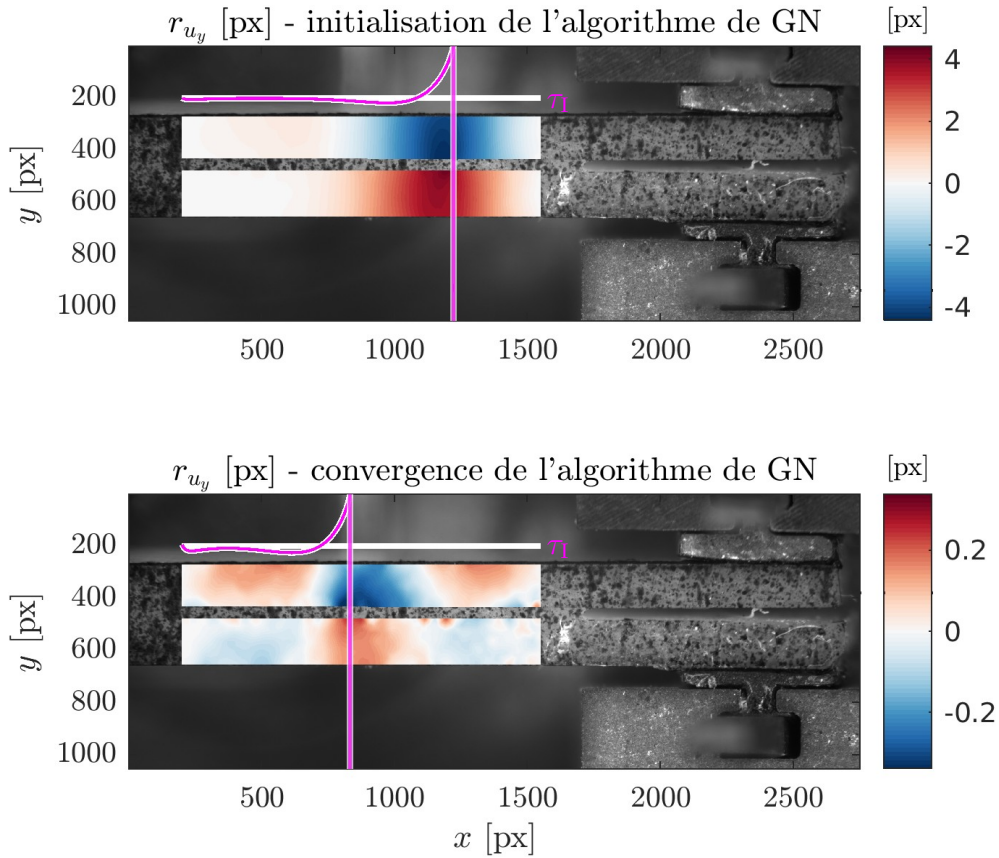 r_{u_y} [px] - initialisation de l'algorithme de GN
[px]
200
400
600
800
1000
y [px]
τ_I
4
2
0
-2
-4
500 1000 1500 2000 2500
r_{u_y} [px] - convergence de l'algorithme de GN
[px]
200
400
600
800
1000
y [px]
τ_I
0.2
0
-0.2
500 1000 1500 2000 2500
x [px]